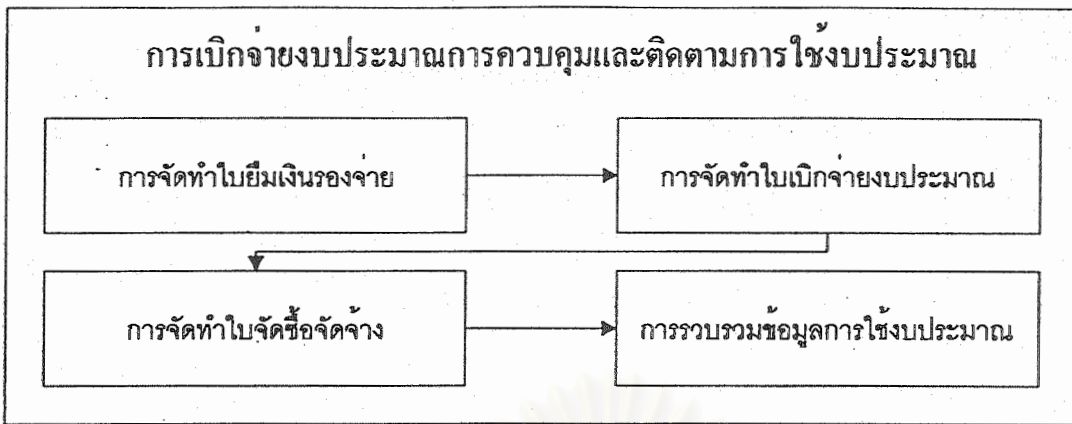 การเบิกจ่ายงบประมาณการควบคุมและติดตามการใช้งบประมาณ
การจัดทำใบยืมเงินรองจ่าย
การจัดทำใบเบิกจ่ายงบประมาณ
การจัดทำใบจัดซื้อจัดจ้าง
การรวบรวมข้อมูลการใช้งบประมาณ